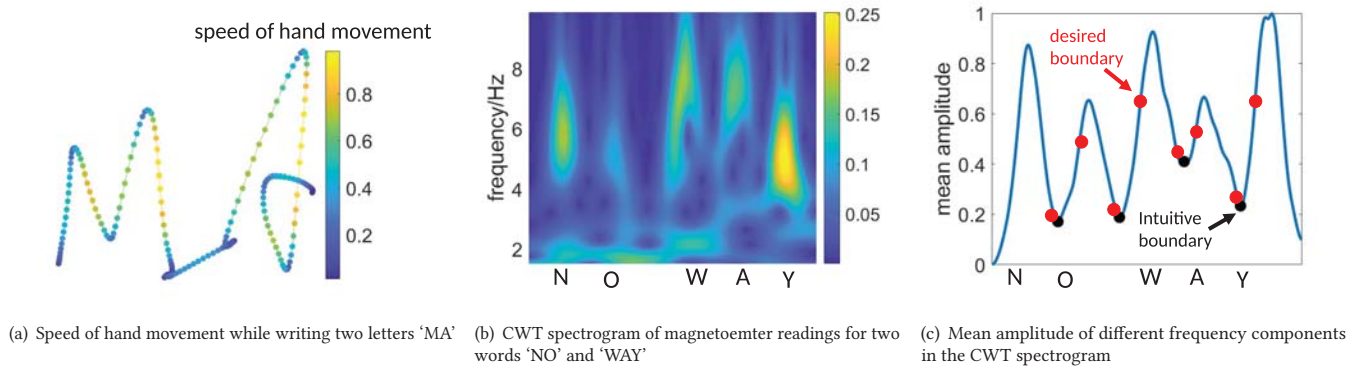 speed of hand movement
0.8
0.6
0.4
0.2
(a) Speed of hand movement while writing two letters ‘MA’
frequency/Hz
8
6
4
2
N O W A Y
0.25
0.2
0.15
0.1
0.05
(b) CWT spectrogram of magnetoemter readings for two
words ‘NO’ and ‘WAY’
mean amplitude
1
0.8
0.6
0.4
0.2
0
desired
boundary
Intuitive
boundary
N O W A Y
(c) Mean amplitude of different frequency components
in the CWT spectrogram